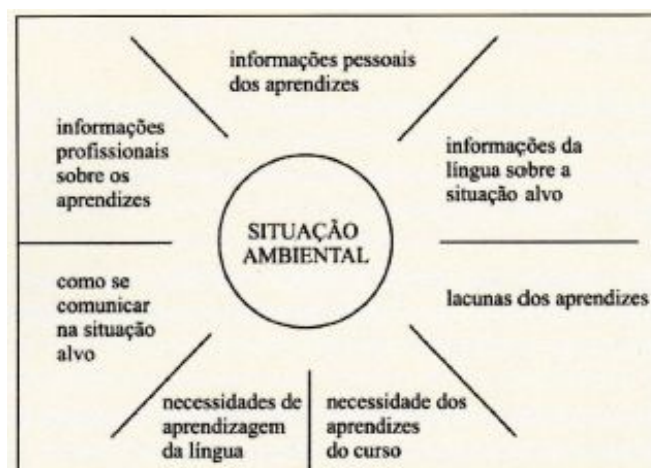 informações pessoais
dos aprendizes
informações
profissionais
sobre os
aprendizes
informações da
língua sobre a
situação alvo
SITUAÇÃO
AMBIENTAL
como se
comunicar
na situação
alvo
lacunas dos aprendizes
necessidades de
aprendizagem
da língua
necessidade dos
aprendizes
do curso